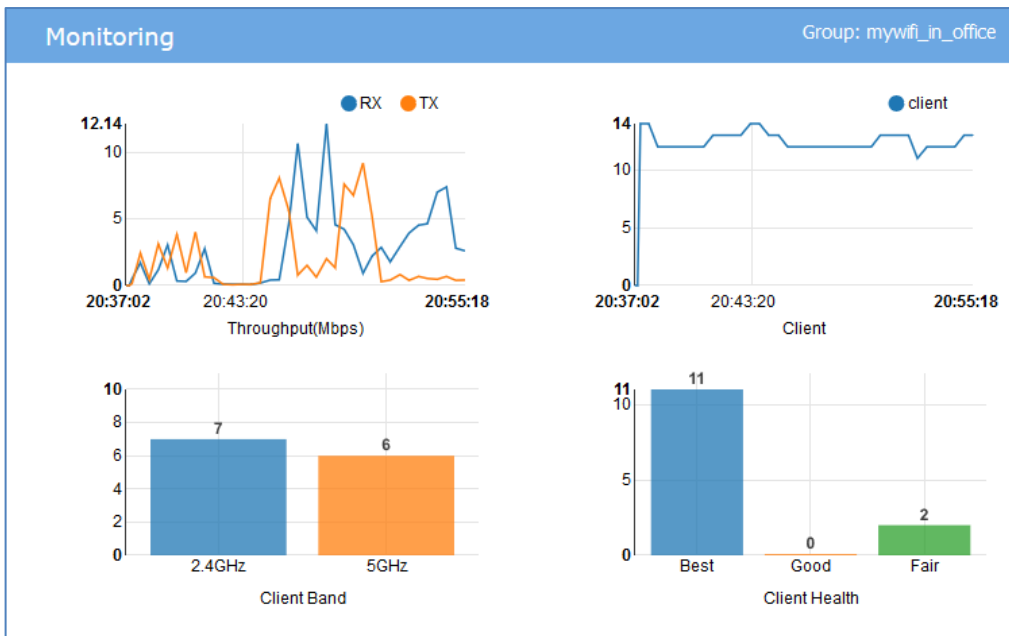 Monitoring
Group: mywifi_in_office
RX TX
12.14
10
5
0
20:37:02 20:43:20 20:55:18
Throughput(Mbps)
client
14
10
5
0
20:37:02 20:43:20 20:55:18
Client
10
8
6
4
2
0
7
6
2.4GHz 5GHz
Client Band
11
10
5
0
11
0
2
Best Good Fair
Client Health